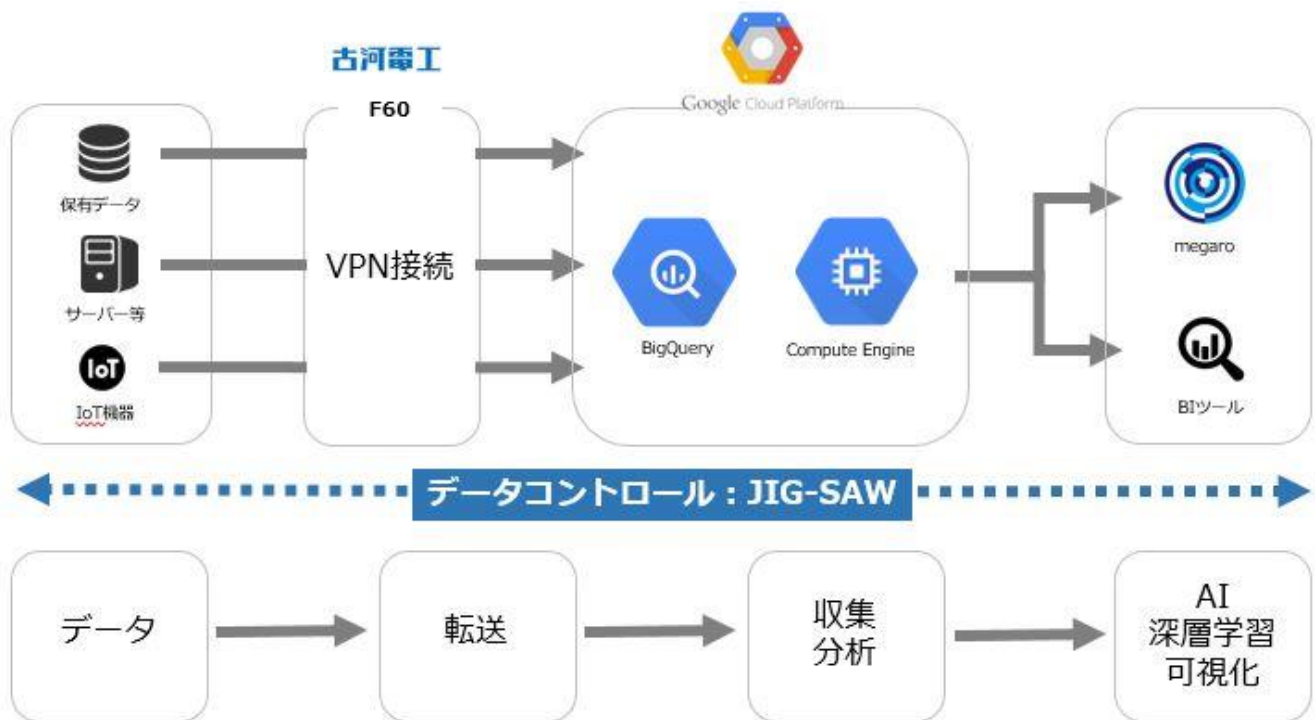 古河電工
F60
Google Cloud Platform
保有データ
サーバー等
IoT
IoT機器
VPN接続
BigQuery
Compute Engine
megaro
BIツール
データコントロール：JIG-SAW
データ
転送
収集
分析
AI
深層学習
可視化